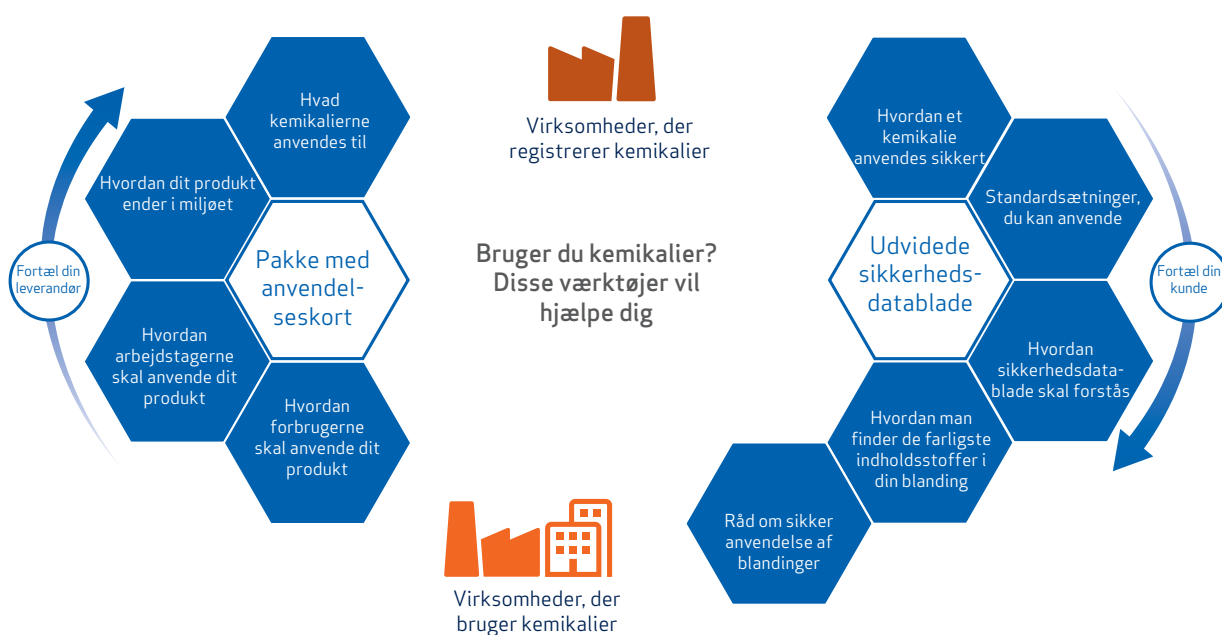 Hvad
kemikalierne
anvendes til
Hvordan dit produkt
ender i miljøet
Fortæl din
leverandør
Pakke med
anvendel-
seskort
Hvordan
arbejdstagerne
skal anvende dit
produkt
Hvordan
forbrugerne
skal anvende dit
produkt
Virksomheder, der
registrerer kemikalier
Bruger du kemikalier?
Disse værktøjer vil
hjælpe dig
Virksomheder, der
bruger kemikalier
Hvordan et
kemikalie
anvendes sikkert
Standardsætninger,
du kan anvende
Udvidede
sikkerheds-
datablade
Fortæl din
kunde
Hvordan
sikkerhedsdata-
blade skal forstås
Hvordan man
finder de farligste
indholdsstoffer i
din blanding
Råd om sikker
anvendelse af
blandinger